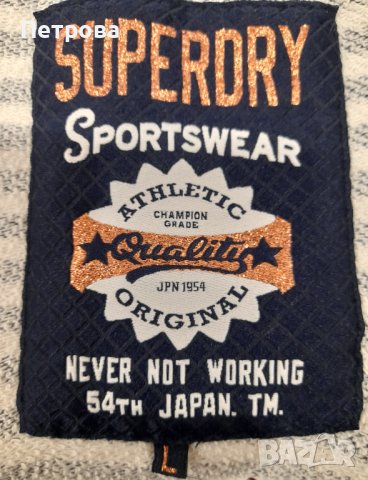 Петрова
SUPERDRY
SPORTSWEAR
ATHLETIC
CHAMPION
GRADE
Quality
JPN 1954
ORIGINAL
NEVER NOT WORKING
54TH JAPAN. TM.
L
BAZAR